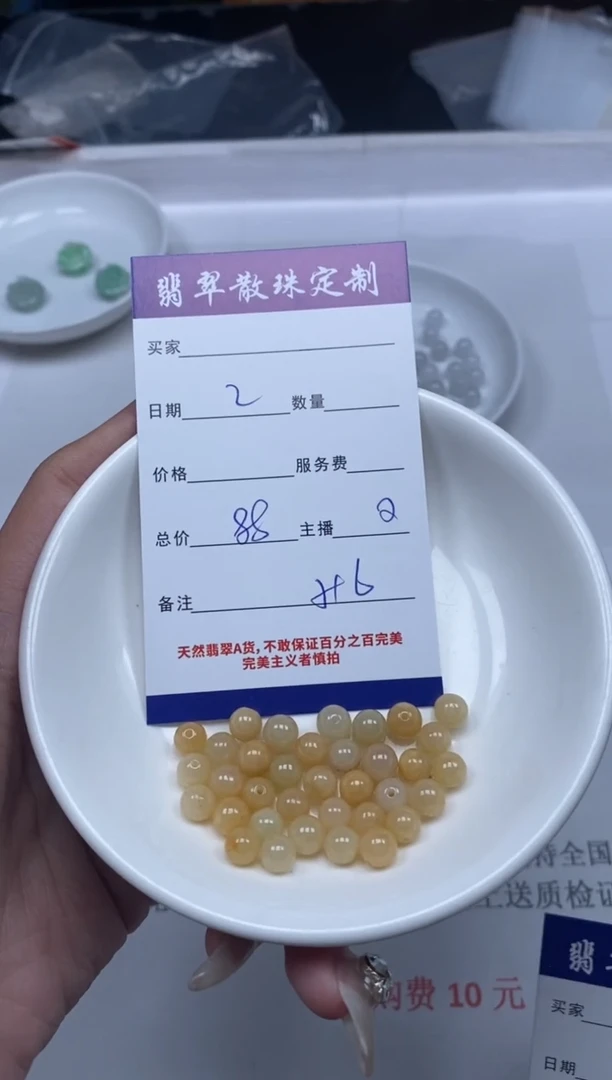 翡翠散珠定制
买家
日期 2 数量
价格 服务费
总价 88 主播 Q
备注 H6
天然翡翠A货,不敢保证百分之百完美
完美主义者慎拍
持全国
送质检证
购费 10 元
翡
买家
日期